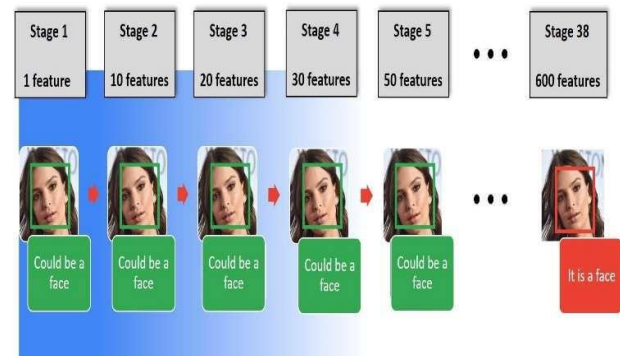 Stage 1
1 feature
Stage 2
10 features
Stage 3
20 features
Stage 4
30 features
Stage 5
50 features
• • •
Stage 38
600 features
Could be a
face
Could be a
face
Could be a
face
Could be a
face
Could be a
face
• • •
It is a face